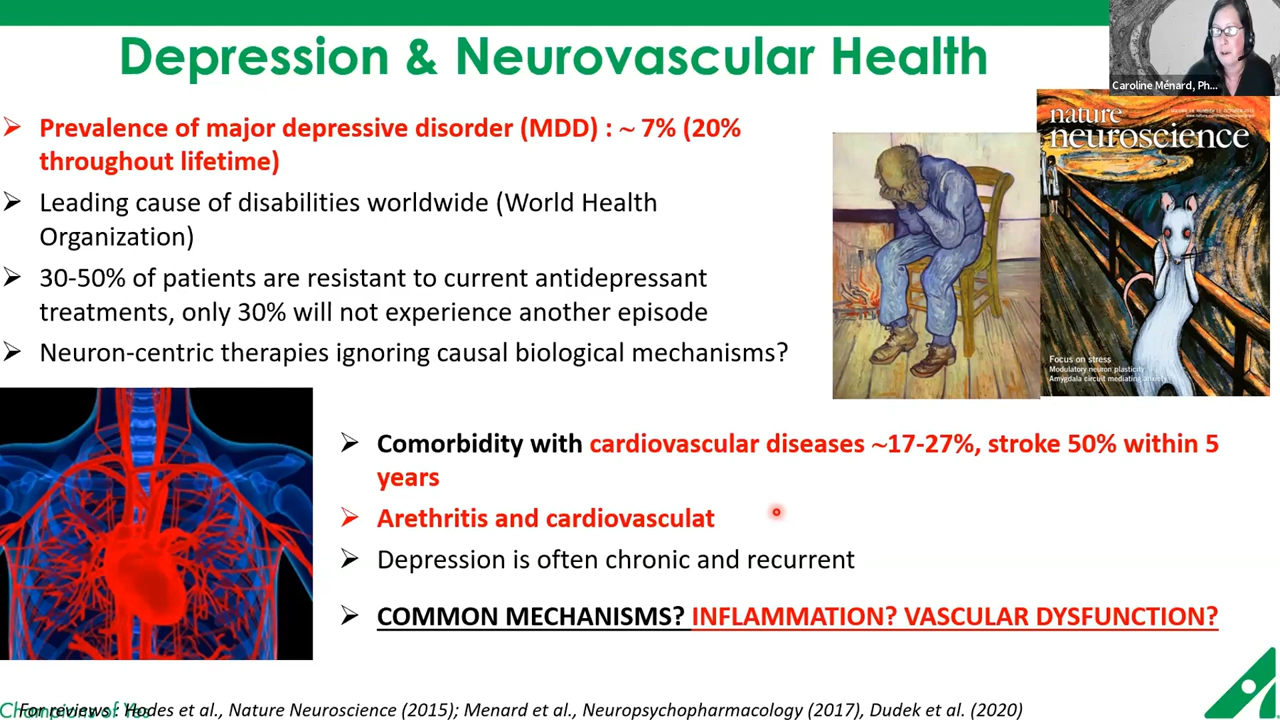 Depression & Neurovascular Health
Caroline Ménard, Ph...
➢ Prevalence of major depressive disorder (MDD) : ~ 7% (20%
throughout lifetime)
➢ Leading cause of disabilities worldwide (World Health
Organization)
➢ 30-50% of patients are resistant to current antidepressant
treatments, only 30% will not experience another episode
➢ Neuron-centric therapies ignoring causal biological mechanisms?
nature
neuroscience
Focus on stress
Modulatory neuron plasticity
Amygdala circuit mediating anxiety
➢ Comorbidity with cardiovascular diseases ~17-27%, stroke 50% within 5
years
➢ Arethritis and cardiovasculat
➢ Depression is often chronic and recurrent
➢ COMMON MECHANISMS? INFLAMMATION? VASCULAR DYSFUNCTION?
Champions of Yes
For reviews : Hodes et al., Nature Neuroscience (2015); Menard et al., Neuropsychopharmacology (2017), Dudek et al. (2020)